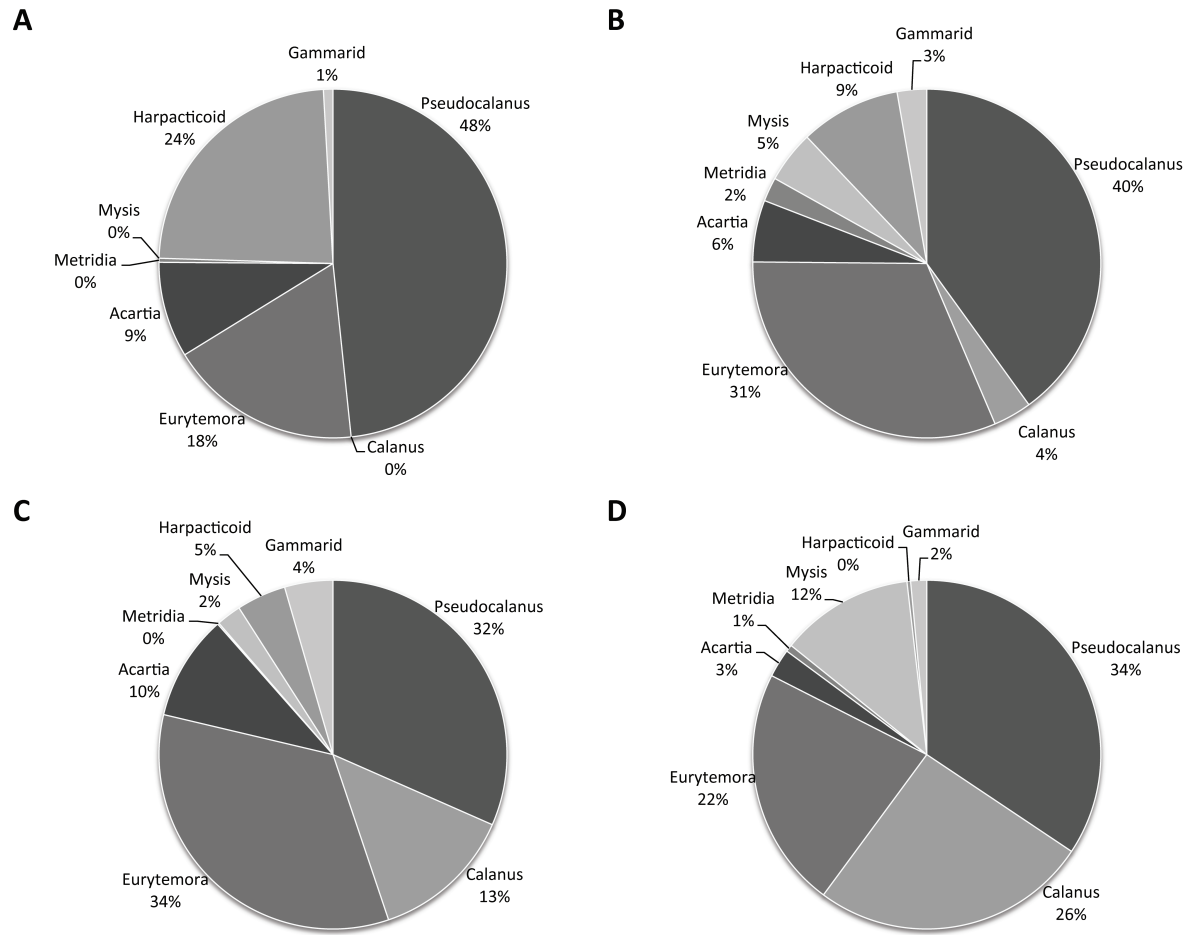 A
Gammarid
1%
Pseudocalanus
48%
Harpacticoid
24%
Mysis
0%
Metridia
0%
Acartia
9%
Eurytemora
18%
Calanus
0%
B
Gammarid
3%
Harpacticoid
9%
Mysis
5%
Pseudocalanus
40%
Metridia
2%
Acartia
6%
Eurytemora
31%
Calanus
4%
C
Harpacticoid
5%
Gammarid
4%
Mysis
2%
Pseudocalanus
32%
Metridia
0%
Acartia
10%
Eurytemora
34%
Calanus
13%
D
Gammarid
2%
Harpacticoid
0%
Mysis
12%
Metridia
1%
Pseudocalanus
34%
Acartia
3%
Eurytemora
22%
Calanus
26%